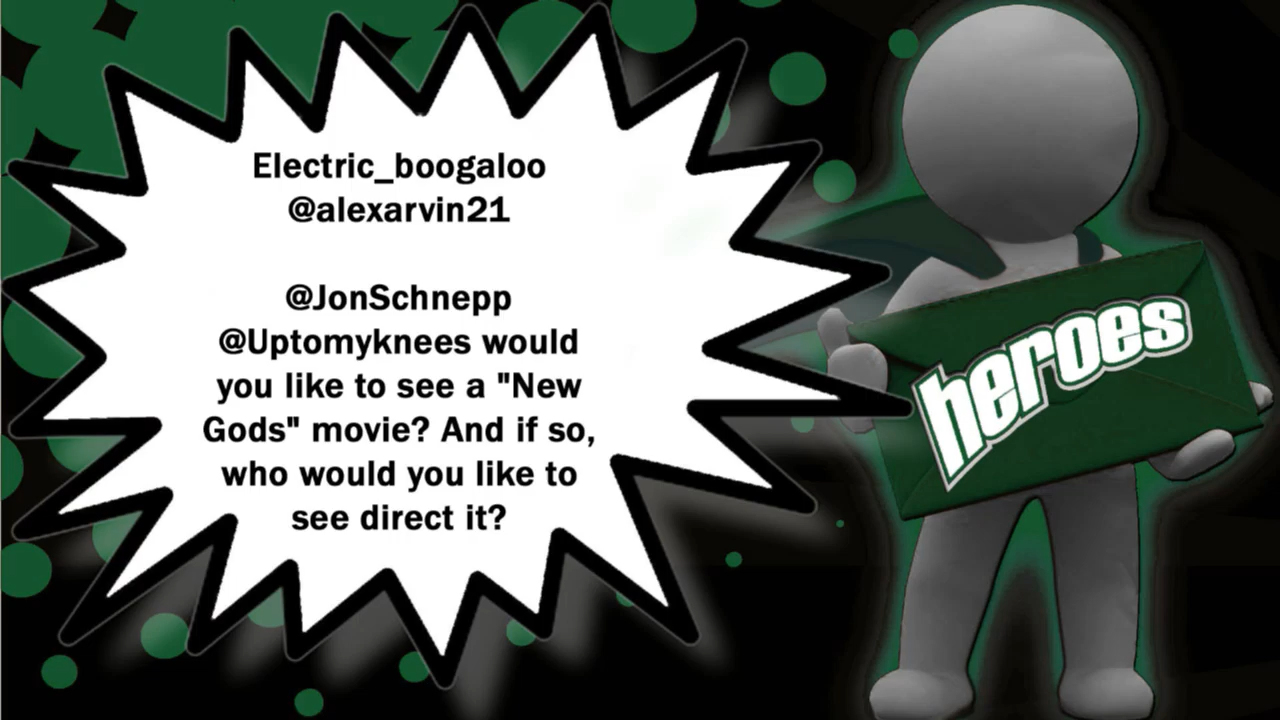 Electric_boogaloo
@alexarvin21
@JonSchnepp
@Uptomyknees would
you like to see a "New
Gods" movie? And if so,
who would you like to
see direct it?
heroes